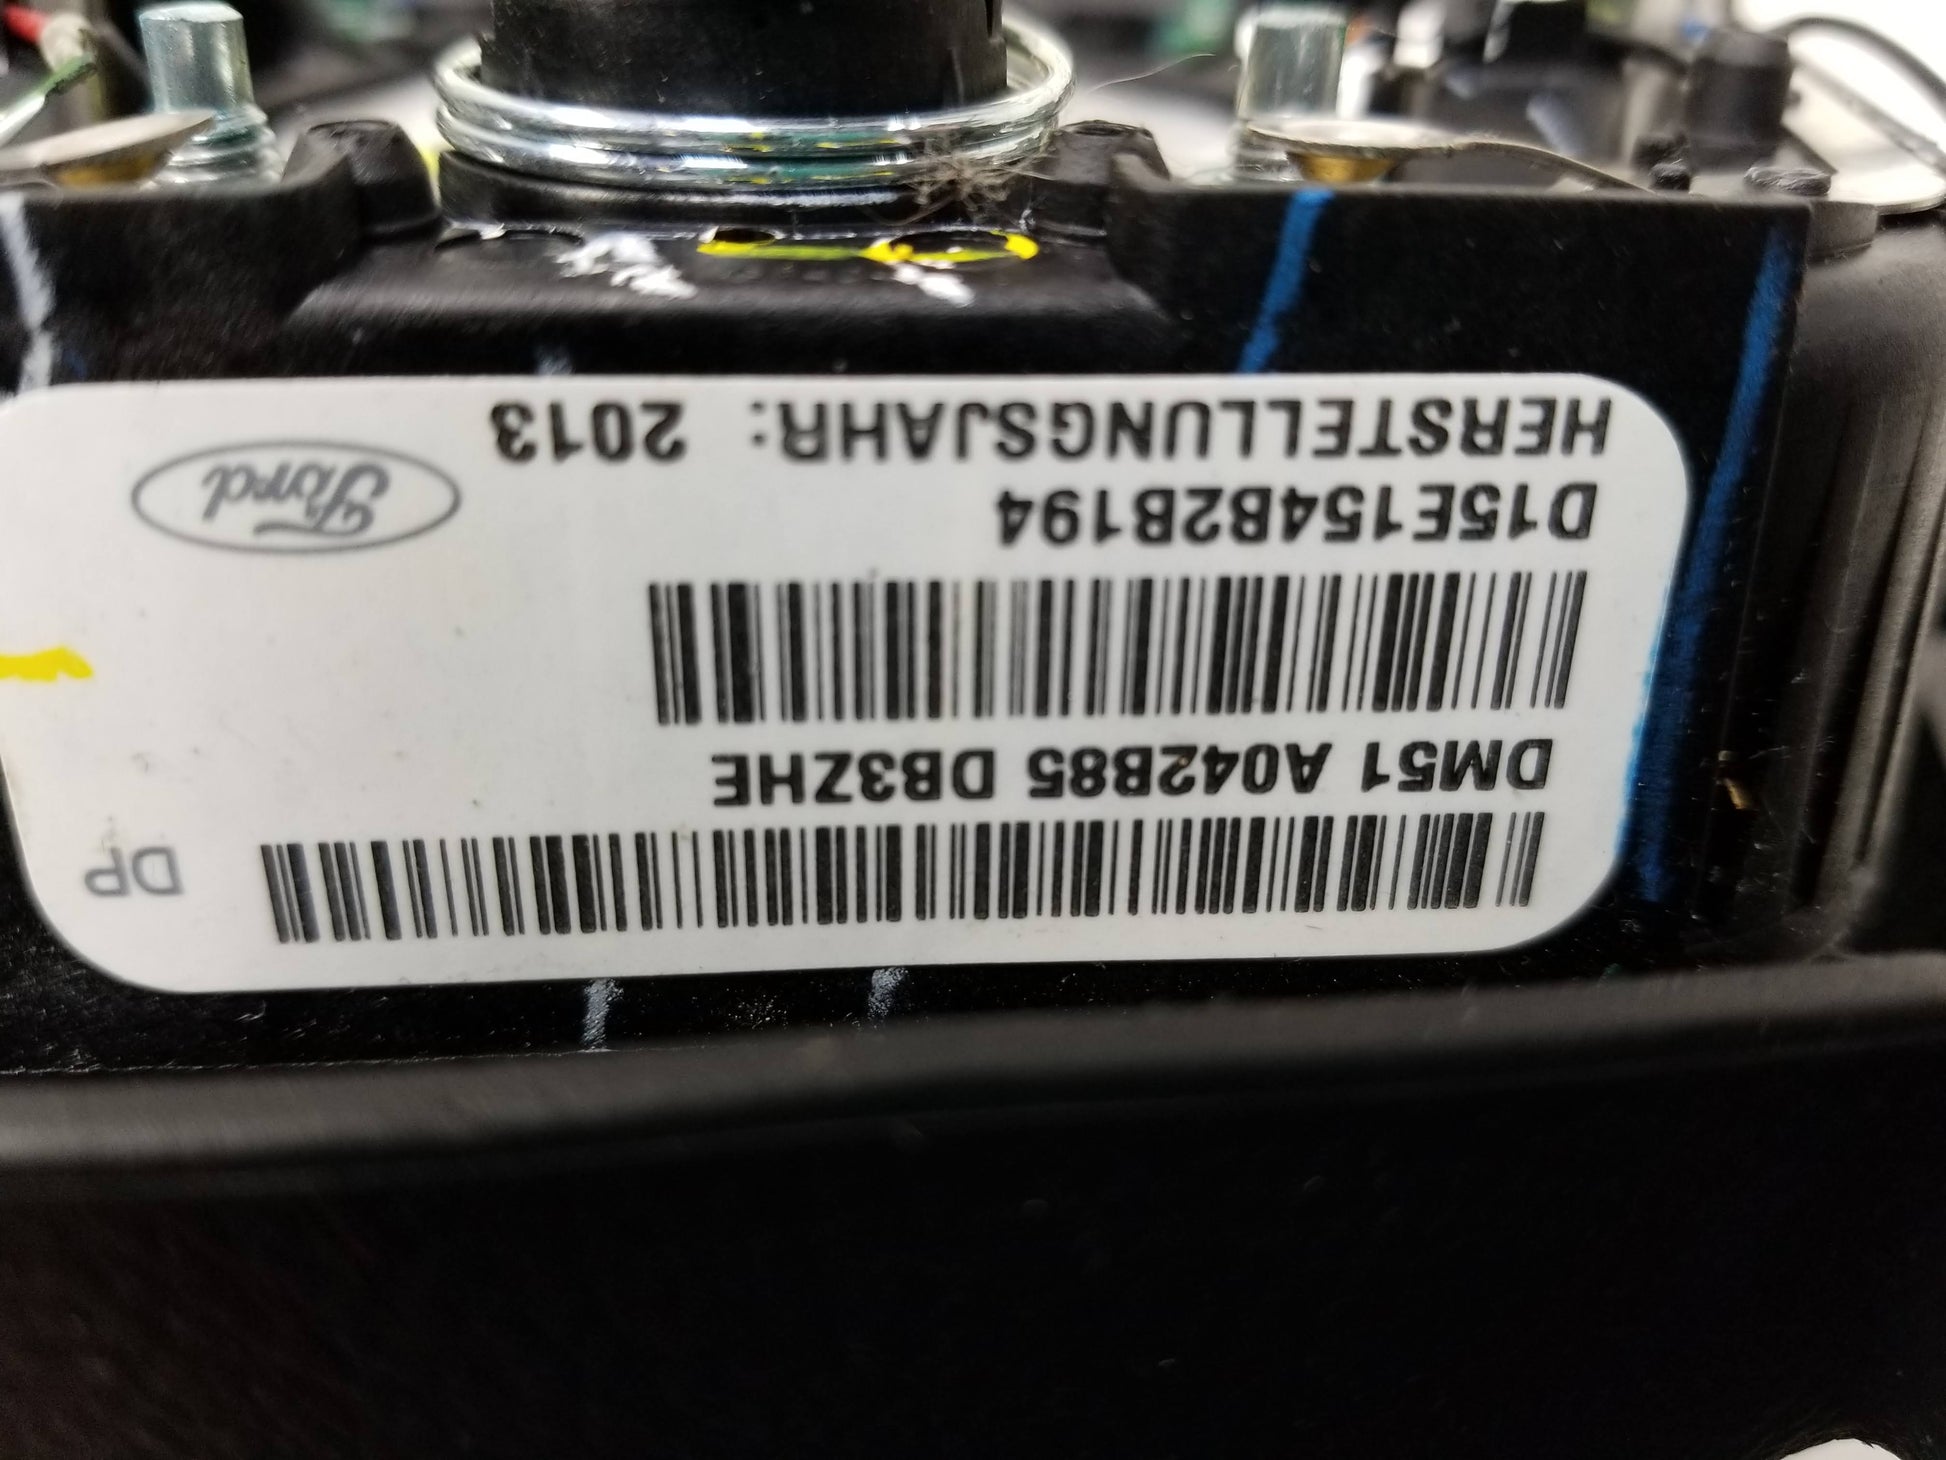 DP
DM51 A042B85 DB3ZHE
D15E154B2B194
Ford
HERSTELLUNGSJAHR: 2013